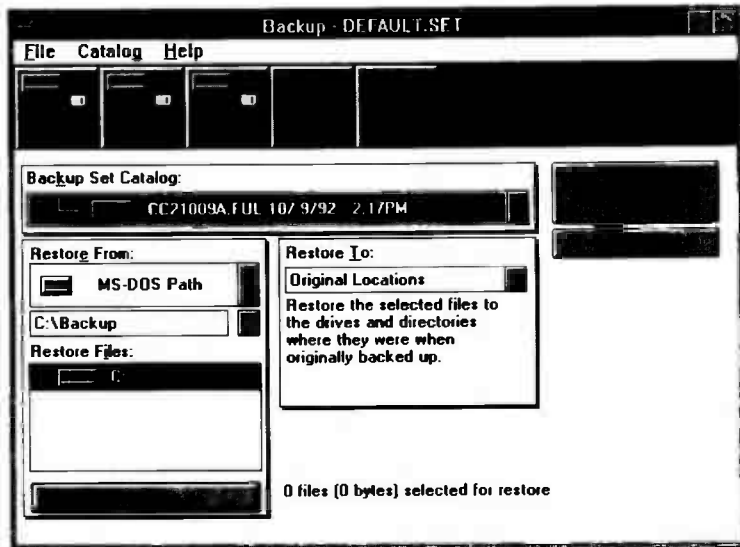 Backup - DEFAULT.SET
File Catalog Help
Backup Set Catalog:
CC21009A.FUL 10/ 9/92 2.17PM
Restore From:
MS-DOS Path
C:\Backup
Restore Files:
C:
Restore To:
Original Locations
Restore the selected files to
the drives and directories
where they were when
originally backed up.
0 files (0 bytes) selected for restore